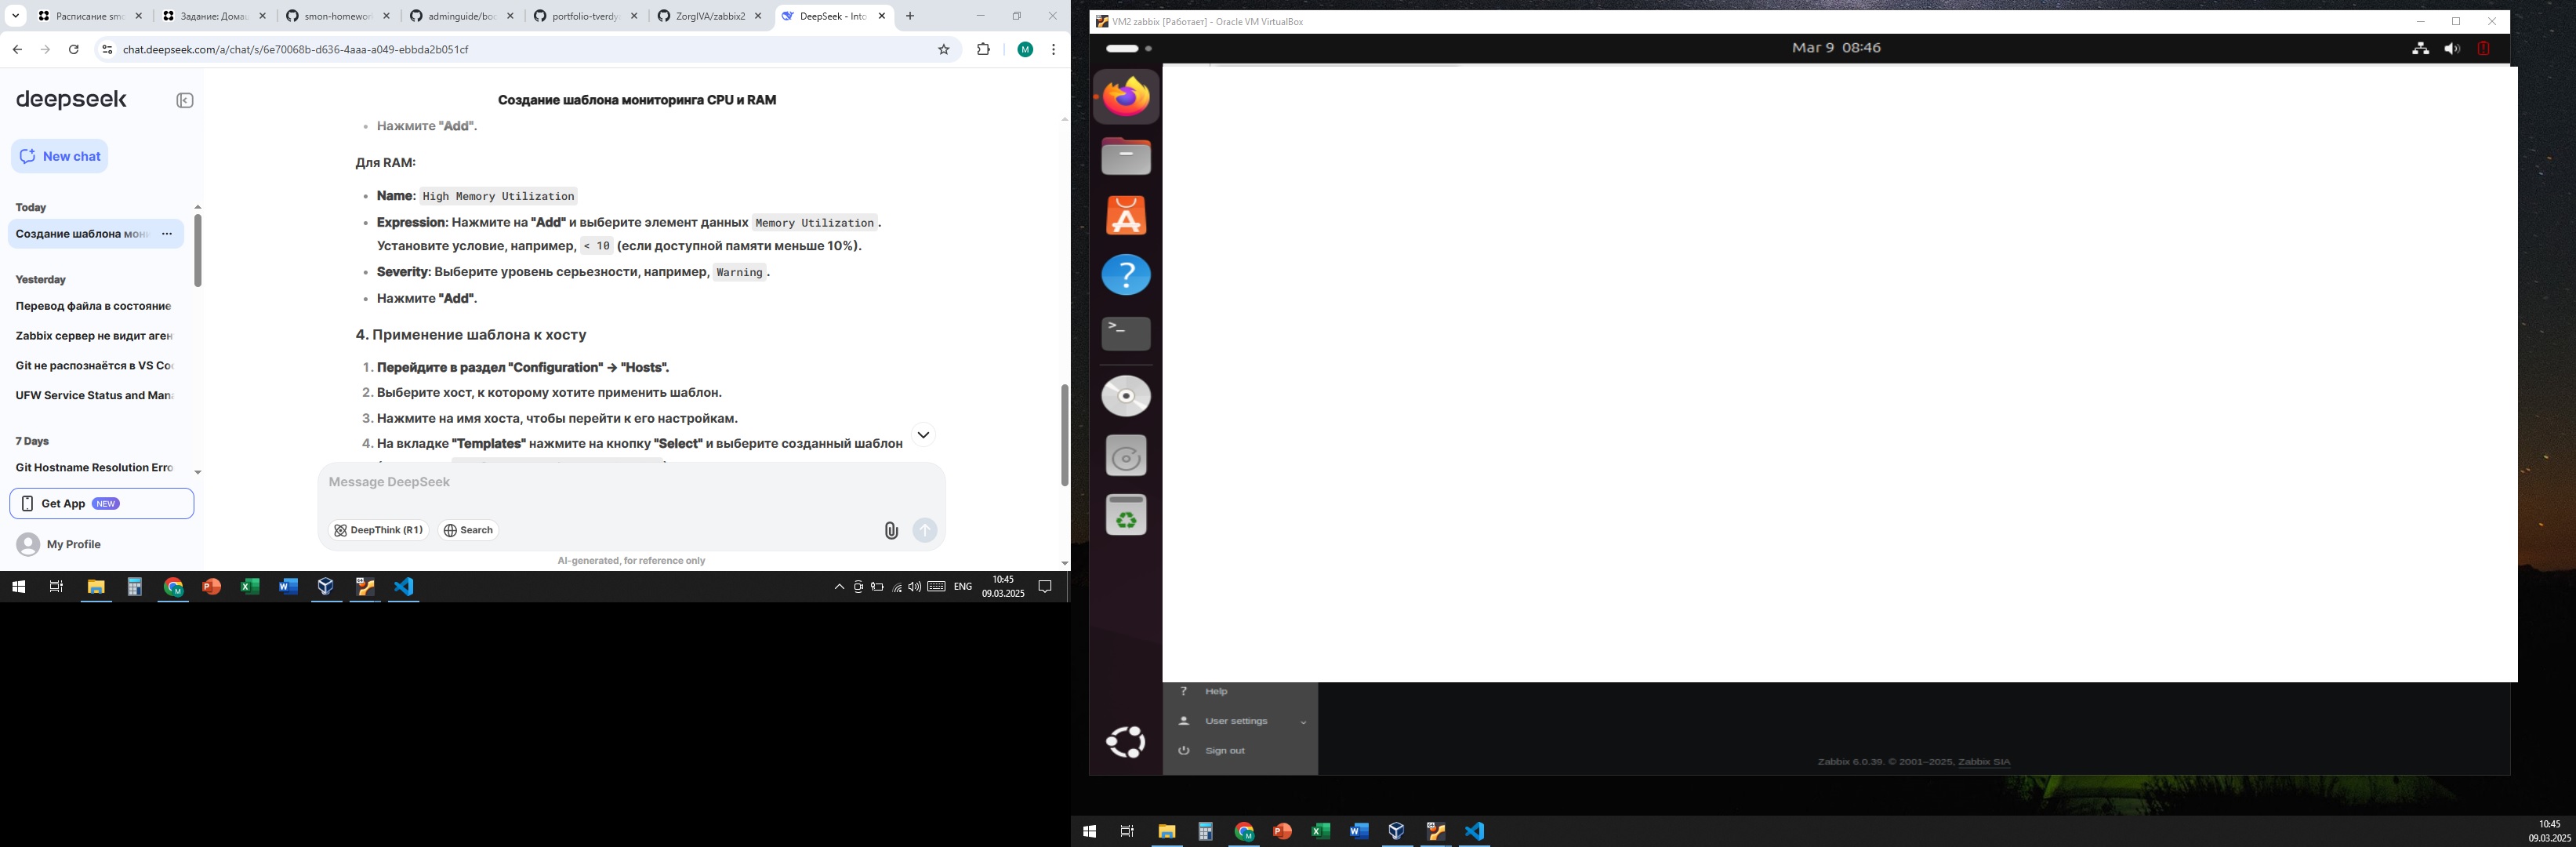 Расписание smo
Задание: Дома
smon-homewor
adminguide/boo
portfolio-tverdy
ZorgIVA/zabbix2
DeepSeek - Into
chat.deepseek.com/a/chat/s/6e70068b-d636-4aaa-a049-ebbda2b051cf
M
deepseek
New chat
Today
Создание шаблона мон
Yesterday
Перевод файла в состояние
Zabbix сервер не видит аген
Git не распознаётся в VS Co
UFW Service Status and Man
7 Days
Git Hostname Resolution Erro
Get App NEW
My Profile
Создание шаблона мониторинга CPU и RAM
Нажмите "Add".
Для RAM:
Name: High Memory Utilization
Expression: Нажмите на "Add" и выберите элемент данных Memory Utilization.
Установите условие, например, < 10 (если доступной памяти меньше 10%).
Severity: Выберите уровень серьезности, например, Warning.
Нажмите "Add".
4. Применение шаблона к хосту
1. Перейдите в раздел "Configuration" → "Hosts".
2. Выберите хост, к которому хотите применить шаблон.
3. Нажмите на имя хоста, чтобы перейти к его настройкам.
4. На вкладке "Templates" нажмите на кнопку "Select" и выберите созданный шаблон
Message DeepSeek
DeepThink (R1)
Search
AI-generated, for reference only
ENG
10:45
09.03.2025
VM2 zabbix [Работает] - Oracle VM VirtualBox
Mar 9 08:46
Help
User settings
Sign out
Zabbix 6.0.39. © 2001–2025, Zabbix SIA
10:45
09.03.2025